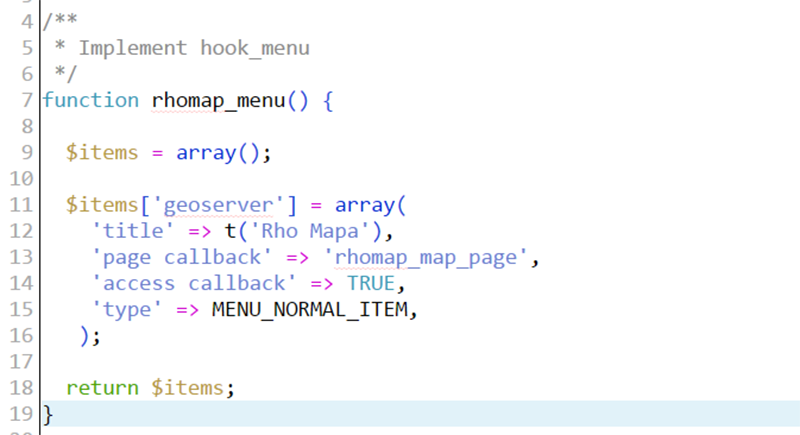 4 /**
5  * Implement hook_menu
6  */
7 function rhomap_menu() {
8
9   $items = array();
10
11   $items['geoserver'] = array(
12     'title' => t('Rho Mapa'),
13     'page callback' => 'rhomap_map_page',
14     'access callback' => TRUE,
15     'type' => MENU_NORMAL_ITEM,
16    );
17
18   return $items;
19 }